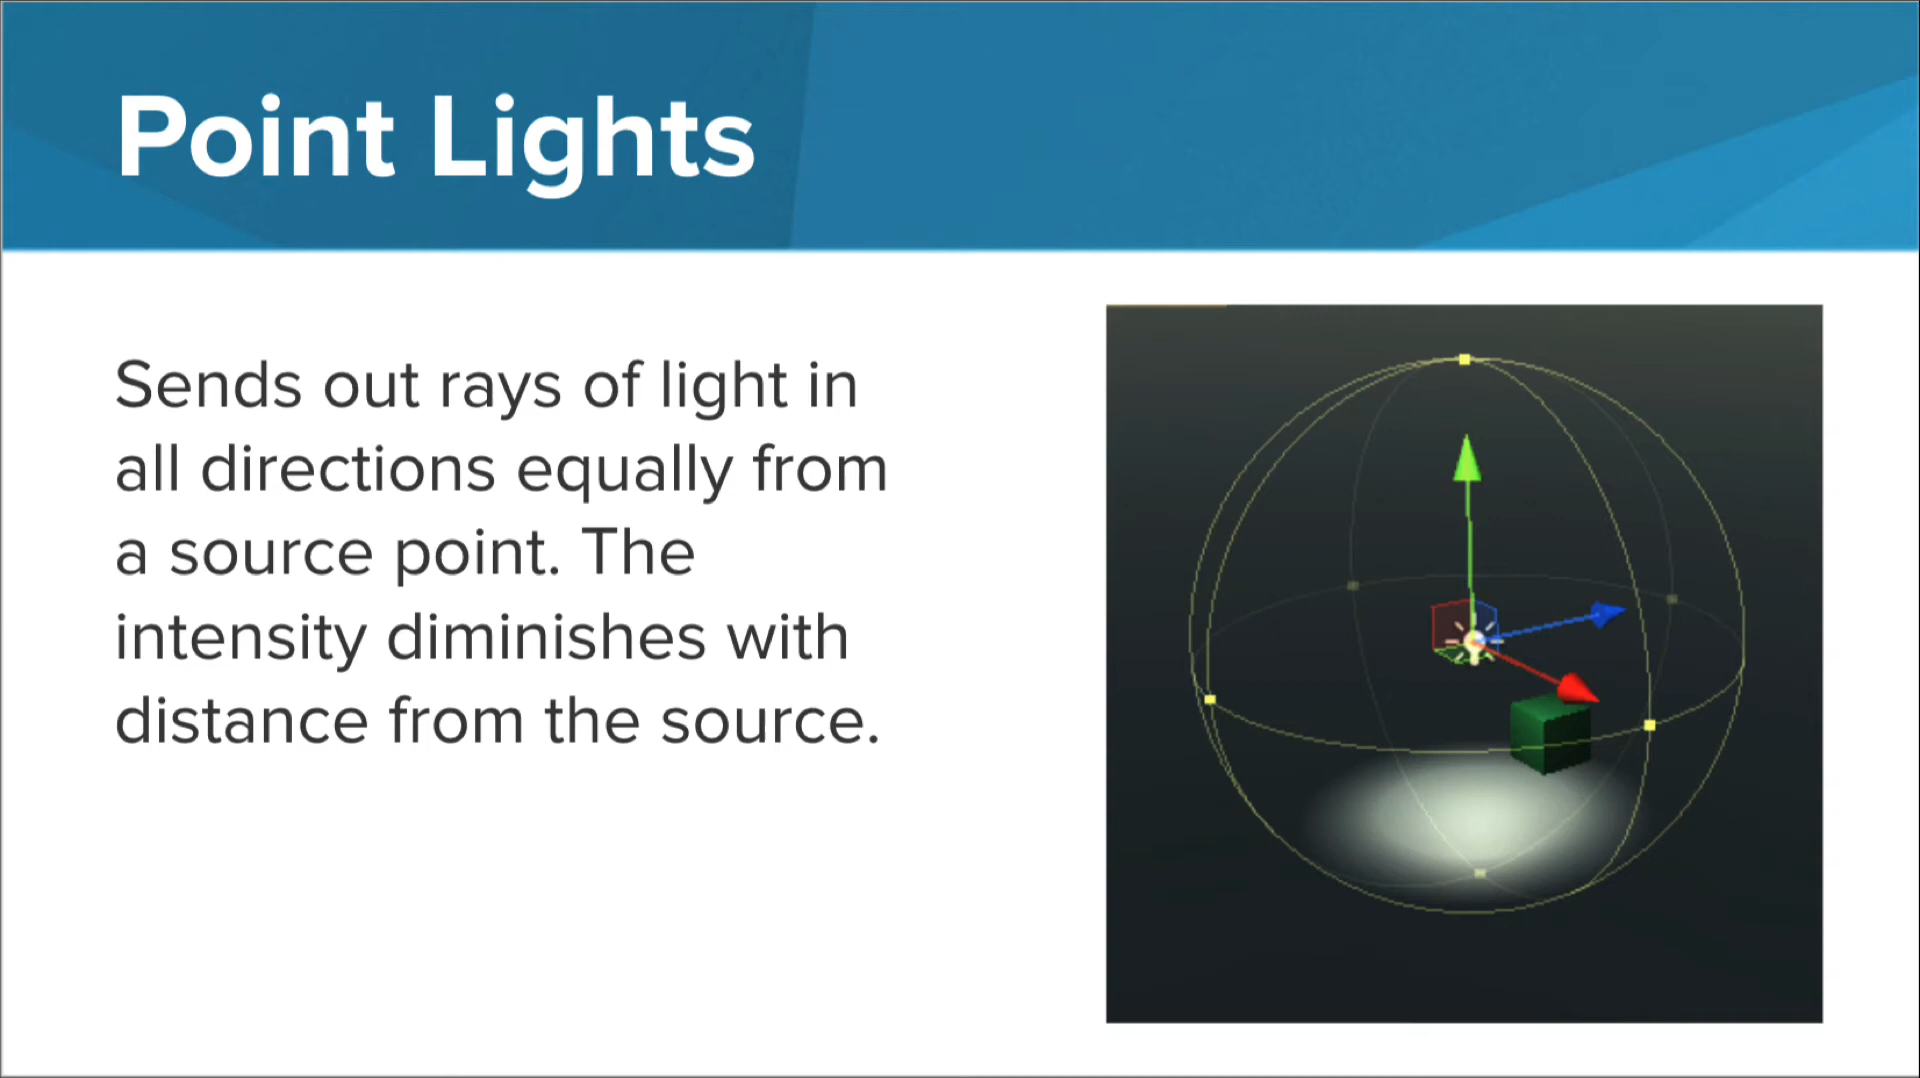 Point Lights
Sends out rays of light in
all directions equally from
a source point. The
intensity diminishes with
distance from the source.